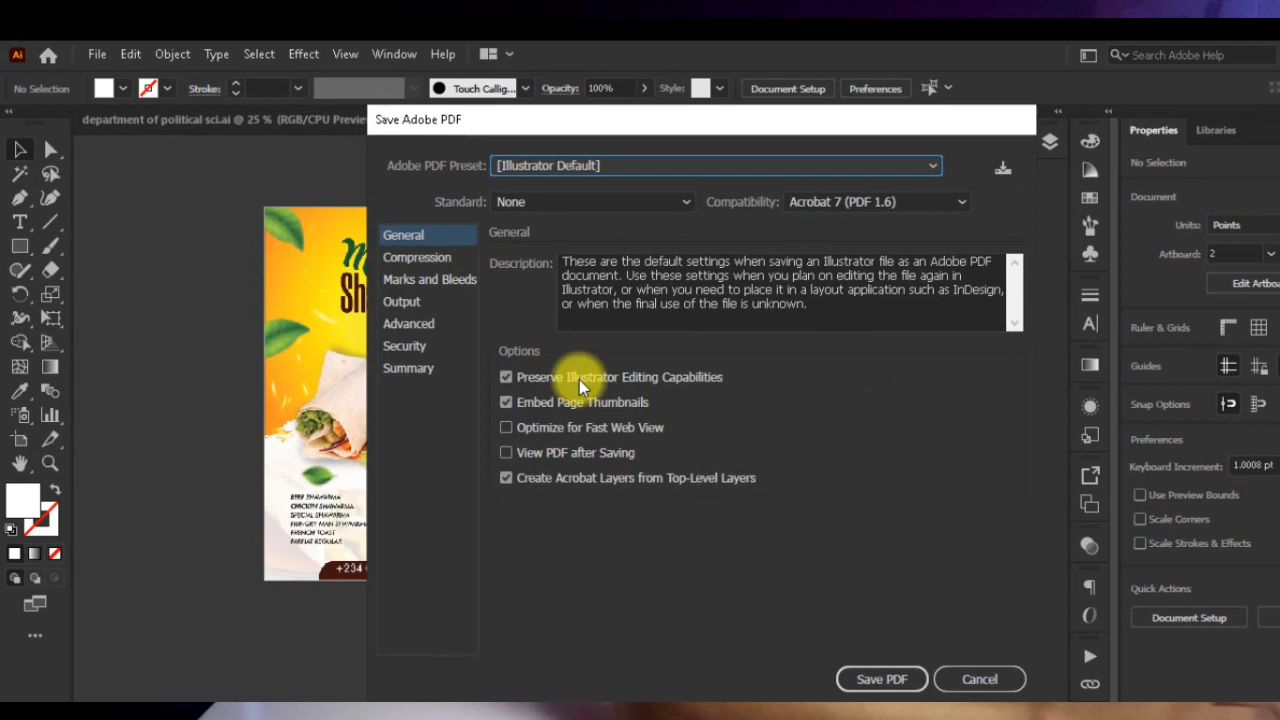 Ai File Edit Object Type Select Effect View Window Help Search Adobe Help
No Selection Stroke: Touch Callig... Opacity: 100% Style: Document Setup Preferences
department of political sci.ai @ 25 % (RGB/CPU Preview
Save Adobe PDF
Adobe PDF Preset: [Illustrator Default]
Standard: None Compatibility: Acrobat 7 (PDF 1.6)
General
Compression
Marks and Bleeds
Output
Advanced
Security
Summary
General
Description: These are the default settings when saving an Illustrator file as an Adobe PDF
document. Use these settings when you plan on editing the file again in
Illustrator, or when you need to place it in a layout application such as InDesign,
or when the final use of the file is unknown.
Options
Preserve Illustrator Editing Capabilities
Embed Page Thumbnails
Optimize for Fast Web View
View PDF after Saving
Create Acrobat Layers from Top-Level Layers
Save PDF Cancel
BEEF SHAWARMA
CHICKEN SHAWARMA
SPECIAL SHAWARMA
HUNGRY MAN SHAWARMA
FRENCH TOAST
PARFIAT REGULAR
+234
Properties Libraries
No Selection
Document
Units: Points
Artboard: 2
Edit Artboa
Ruler & Grids
Guides
Snap Options
Preferences
Keyboard Increment: 1.0008 pt
Use Preview Bounds
Scale Corners
Scale Strokes & Effects
Quick Actions
Document Setup